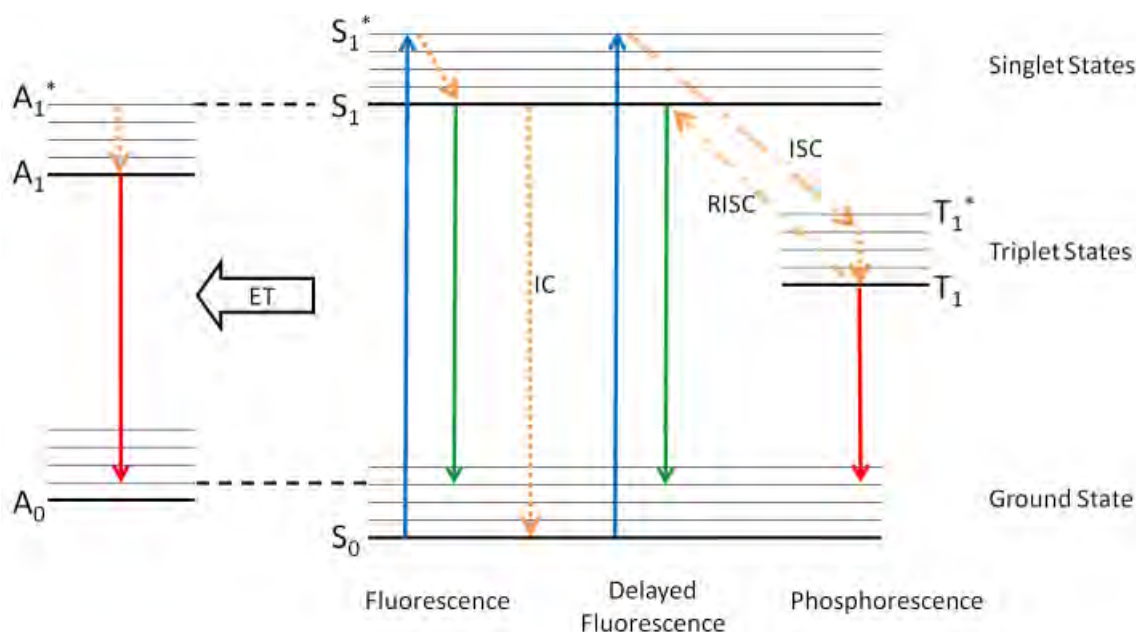 S1*
Singlet States
A1*
S1
ISC
A1
RISC
T1*
Triplet States
ET
IC
T1
A0
Ground State
S0
Fluorescence
Delayed
Fluorescence
Phosphorescence